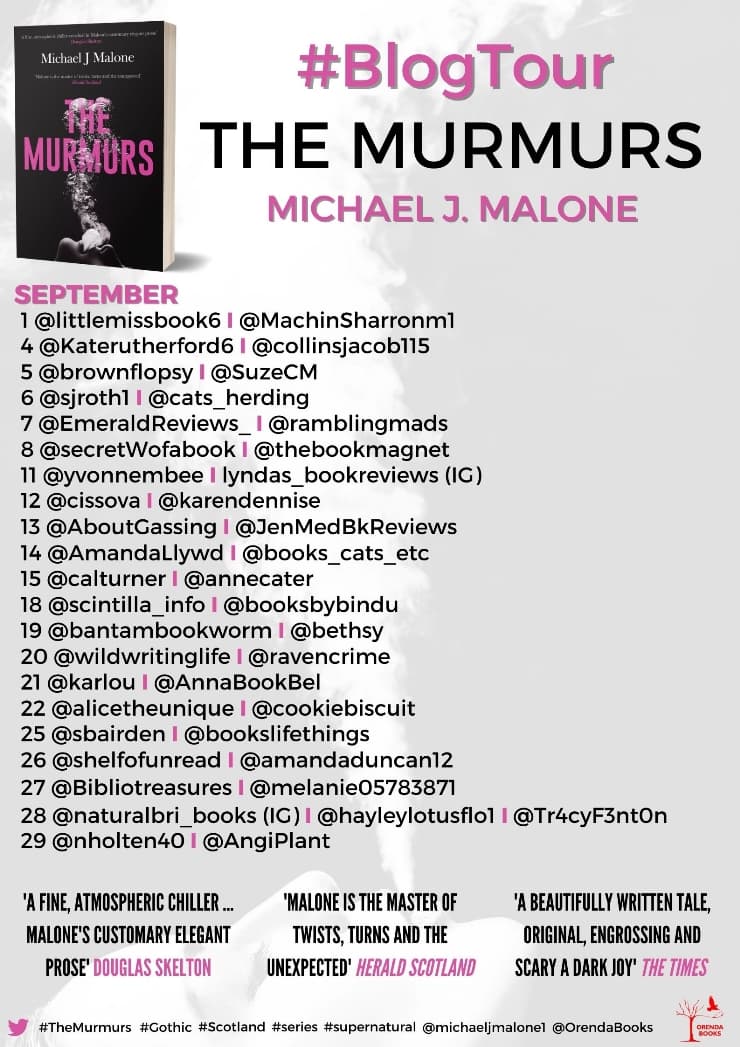 #BlogTour
THE MURMURS
MICHAEL J. MALONE
Michael J Malone
THE
MURMURS
SEPTEMBER
1 @littlemissbook6 I @MachinSharronm1
4 @Katerutherford6 I @collinsjacob115
5 @brownflopsy I @SuzeCM
6 @sjroth1 I @cats_herding
7 @EmeraldReviews_ I @ramblingmads
8 @secretWofabook I @thebookmagnet
11 @yvonnembee I lyndas_bookreviews (IG)
12 @cissova I @karendennise
13 @AboutGassing I @JenMedBkReviews
14 @AmandaLlywd I @books_cats_etc
15 @calturner I @annecater
18 @scintilla_info I @booksbybindu
19 @bantambookworm I @bethsy
20 @wildwritinglife I @ravencrime
21 @karlou I @AnnaBookBel
22 @alicetheunique I @cookiebiscuit
25 @sbairden I @bookslifethings
26 @shelfofunread I @amandaduncan12
27 @Bibliotreasures I @melanie05783871
28 @naturalbri_books (IG) I @hayleylotusflo1 I @Tr4cyF3nt0n
29 @nholten40 I @AngiPlant
'A FINE, ATMOSPHERIC CHILLER ...
MALONE'S CUSTOMARY ELEGANT
PROSE' DOUGLAS SKELTON
'MALONE IS THE MASTER OF
TWISTS, TURNS AND THE
UNEXPECTED' HERALD SCOTLAND
'A BEAUTIFULLY WRITTEN TALE,
ORIGINAL, ENGROSSING AND
SCARY A DARK JOY' THE TIMES
#TheMurmurs #Gothic #Scotland #series #supernatural @michaeljmalone1 @OrendaBooks
ORENDA
BOOKS